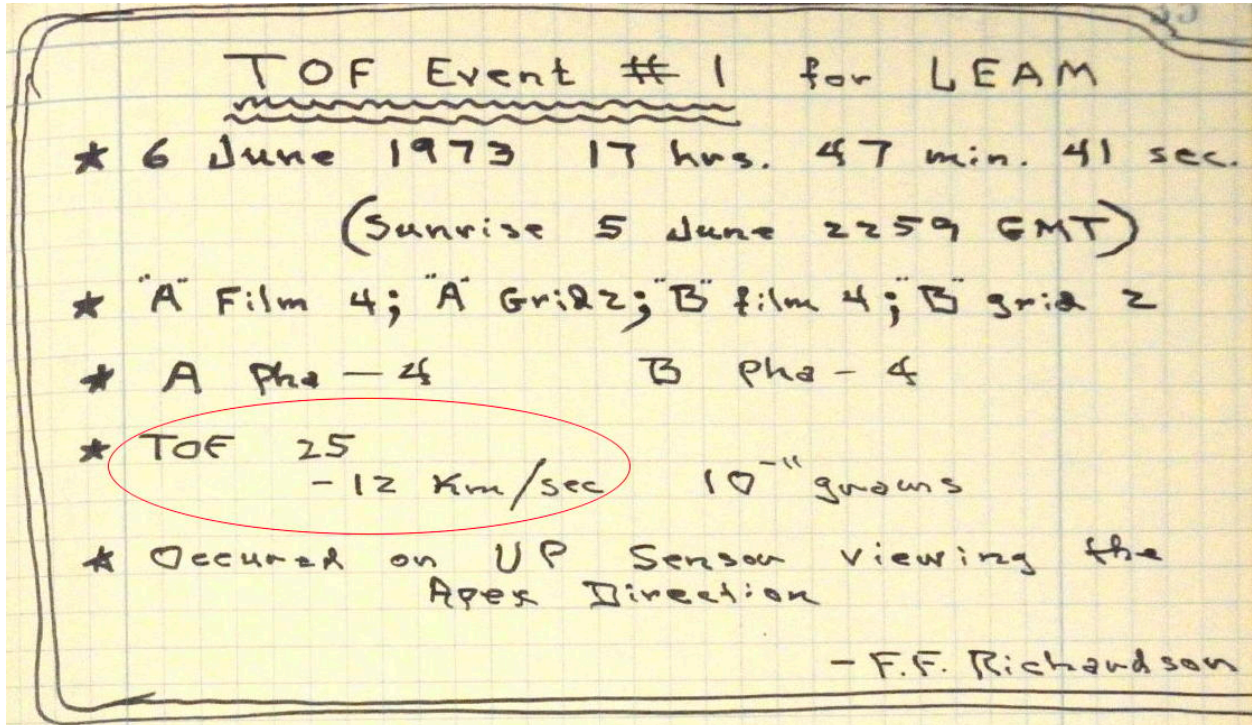 TOF Event # 1 for LEAM
* 6 June 1973 17 hrs. 47 min. 41 sec.
(Sunrise 5 June 2259 GMT)
* "A" Film 4; "A" Grid 2; "B" film 4; "B" grid 2
* A Pha - 4 B Pha - 4
* TOF 25
- 12 Km/sec 10⁻¹¹ grams
* Occured on UP Sensor viewing the
Apex Direction
- F.F. Richardson